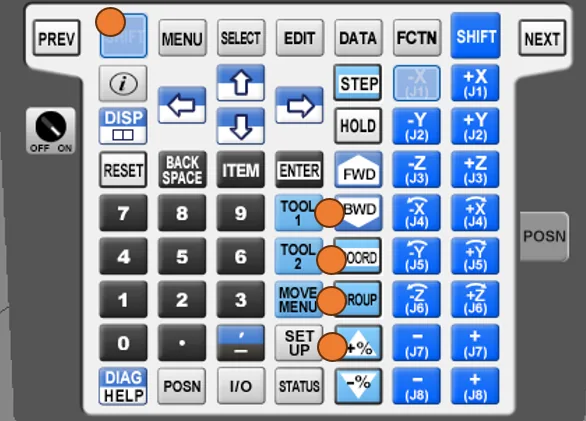 PREV
SHIFT
MENU
SELECT
EDIT
DATA
FCTN
SHIFT
NEXT
i
STEP
-X
(J1)
+X
(J1)
DISP
OFF ON
HOLD
-Y
(J2)
+Y
(J2)
RESET
BACK
SPACE
ITEM
ENTER
FWD
-Z
(J3)
+Z
(J3)
7
8
9
TOOL
1
BWD
-X
(J4)
+X
(J4)
POSN
4
5
6
TOOL
2
OORD
-Y
(J5)
+Y
(J5)
1
2
3
MOVE
MENU
ROUP
-Z
(J6)
+Z
(J6)
0
.
,
–
SET
UP
+%
–
(J7)
+
(J7)
DIAG
HELP
POSN
I/O
STATUS
-%
–
(J8)
+
(J8)